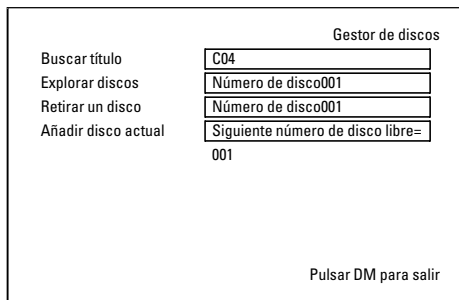 Gestor de discos
Buscar título C04
Explorar discos Número de disco001
Retirar un disco Número de disco001
Añadir disco actual Siguiente número de disco libre=
001
Pulsar DM para salir